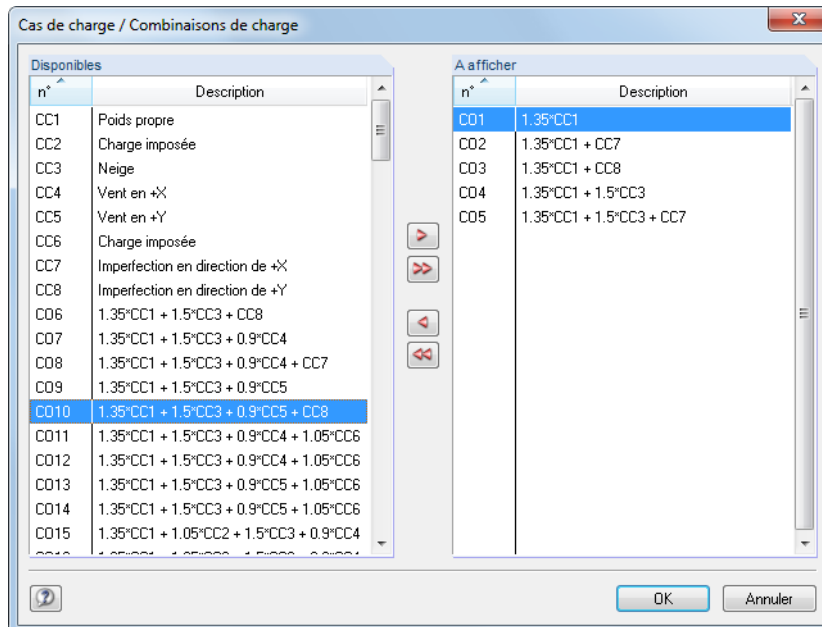 Cas de charge / Combinaisons de charge
Disponibles
n° Description
CC1 Poids propre
CC2 Charge imposée
CC3 Neige
CC4 Vent en +X
CC5 Vent en +Y
CC6 Charge imposée
CC7 Imperfection en direction de +X
CC8 Imperfection en direction de +Y
CO6 1.35*CC1 + 1.5*CC3 + CC8
CO7 1.35*CC1 + 1.5*CC3 + 0.9*CC4
CO8 1.35*CC1 + 1.5*CC3 + 0.9*CC4 + CC7
CO9 1.35*CC1 + 1.5*CC3 + 0.9*CC5
CO10 1.35*CC1 + 1.5*CC3 + 0.9*CC5 + CC8
CO11 1.35*CC1 + 1.5*CC3 + 0.9*CC4 + 1.05*CC6
CO12 1.35*CC1 + 1.5*CC3 + 0.9*CC4 + 1.05*CC6
CO13 1.35*CC1 + 1.5*CC3 + 0.9*CC5 + 1.05*CC6
CO14 1.35*CC1 + 1.5*CC3 + 0.9*CC5 + 1.05*CC6
CO15 1.35*CC1 + 1.05*CC2 + 1.5*CC3 + 0.9*CC4
A afficher
n° Description
CO1 1.35*CC1
CO2 1.35*CC1 + CC7
CO3 1.35*CC1 + CC8
CO4 1.35*CC1 + 1.5*CC3
CO5 1.35*CC1 + 1.5*CC3 + CC7
OK Annuler